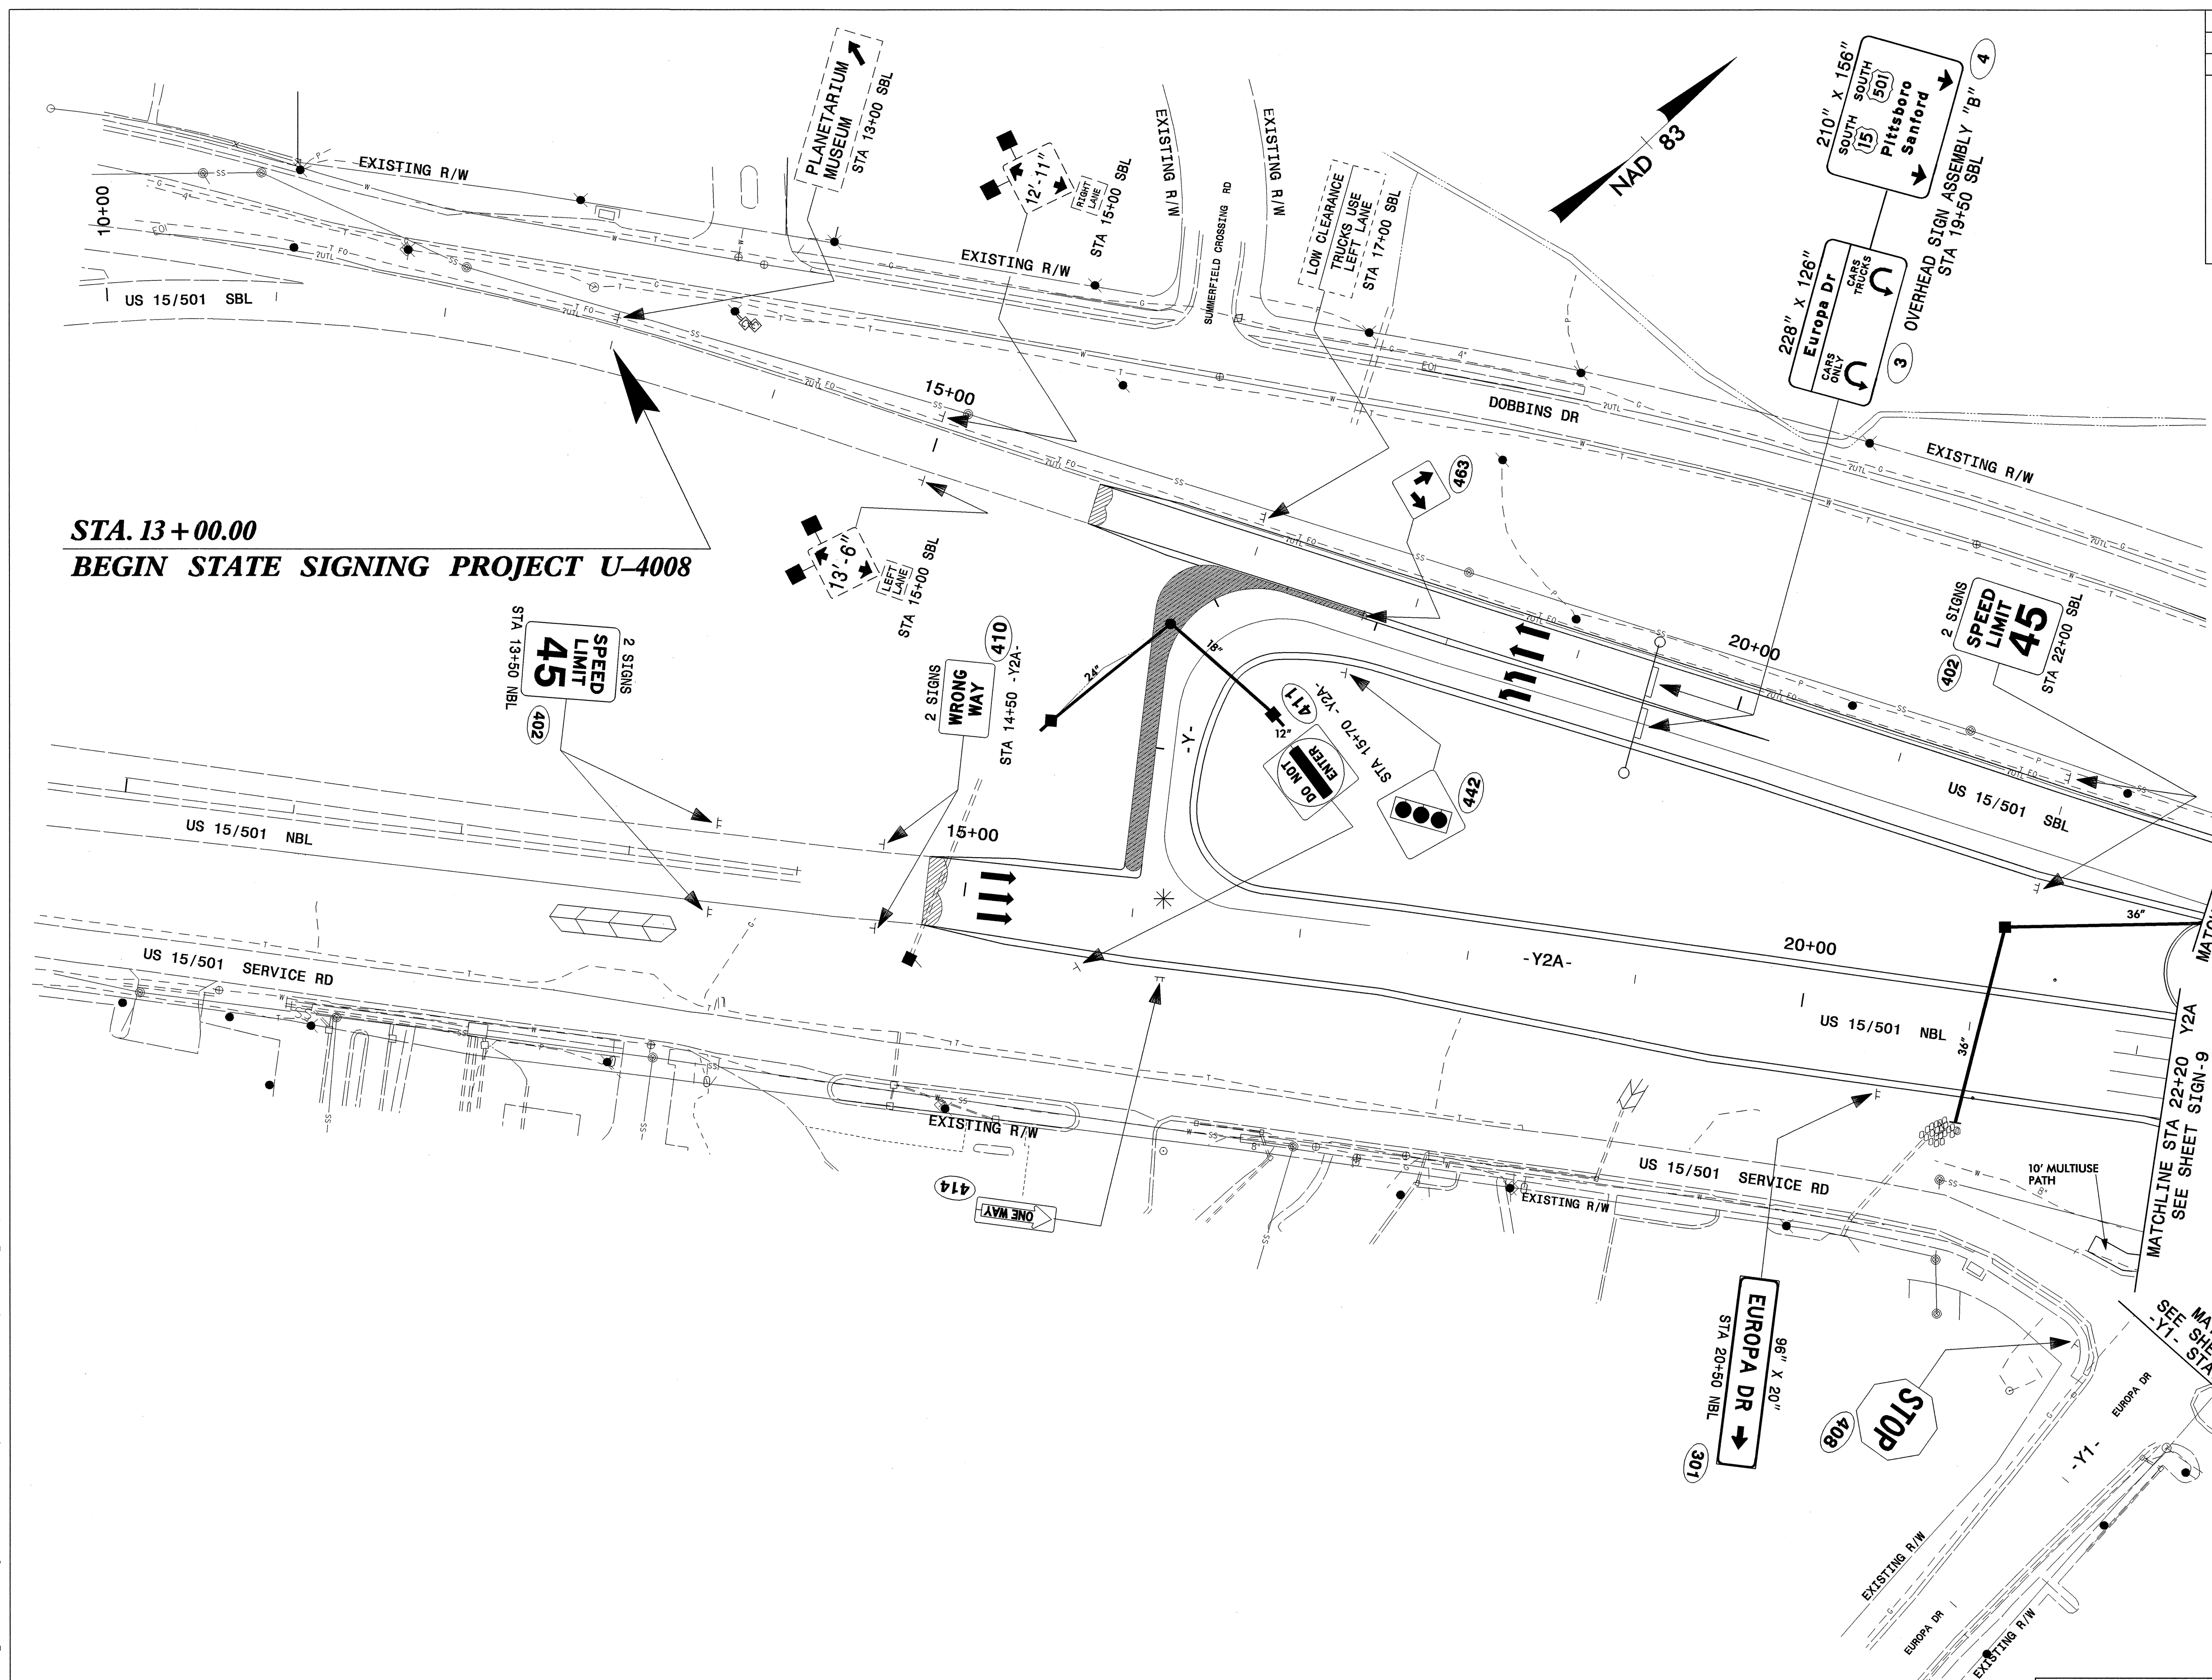 PLANETARIUM
MUSEUM
STA 13+00 SBL
12'-11"
RIGHT
LANE
STA 15+00 SBL
EXISTING R/W
EXISTING R/W
SUMMERFIELD CROSSING RD
LOW CLEARANCE
TRUCKS USE
LEFT LANE
STA 17+00 SBL
NAD 83
210" X 156"
SOUTH SOUTH
15 501
Pittsboro
Sanford
4
228" X 126"
Europa Dr
CARS
ONLY
CARS
TRUCKS
3
OVERHEAD SIGN ASSEMBLY "B"
STA 19+50 SBL
10+00
EXISTING R/W
EXISTING R/W
US 15/501 SBL
4"
15+00
4"
DOBBINS DR
EXISTING R/W
463
STA. 13+00.00
BEGIN STATE SIGNING PROJECT U-4008
13'-6"
LEFT
LANE
STA 15+00 SBL
2 SIGNS
SPEED
LIMIT
45
STA 13+50 NBL
402
2 SIGNS
WRONG
WAY
410
STA 14+50 -Y2A-
24"
18"
12"
-Y-
411
STA 15+70 -Y2A-
DO NOT
ENTER
442
20+00
2 SIGNS
SPEED
LIMIT
45
402
STA 22+00 SBL
US 15/501 SBL
US 15/501 NBL
15+00
-Y2A-
20+00
36"
36"
US 15/501 NBL
US 15/501 SERVICE RD
EXISTING R/W
414
ONE WAY
8"
US 15/501 SERVICE RD
EXISTING R/W
8"
10' MULTIUSE
PATH
MATCHLINE STA 22+20 Y2A
SEE SHEET SIGN-9
96" X 20"
EUROPA DR
STA 20+50 NBL
301
STOP
408
EUROPA DR
-Y1-
-Y1- STA
EXISTING R/W
EUROPA DR
EXISTING R/W